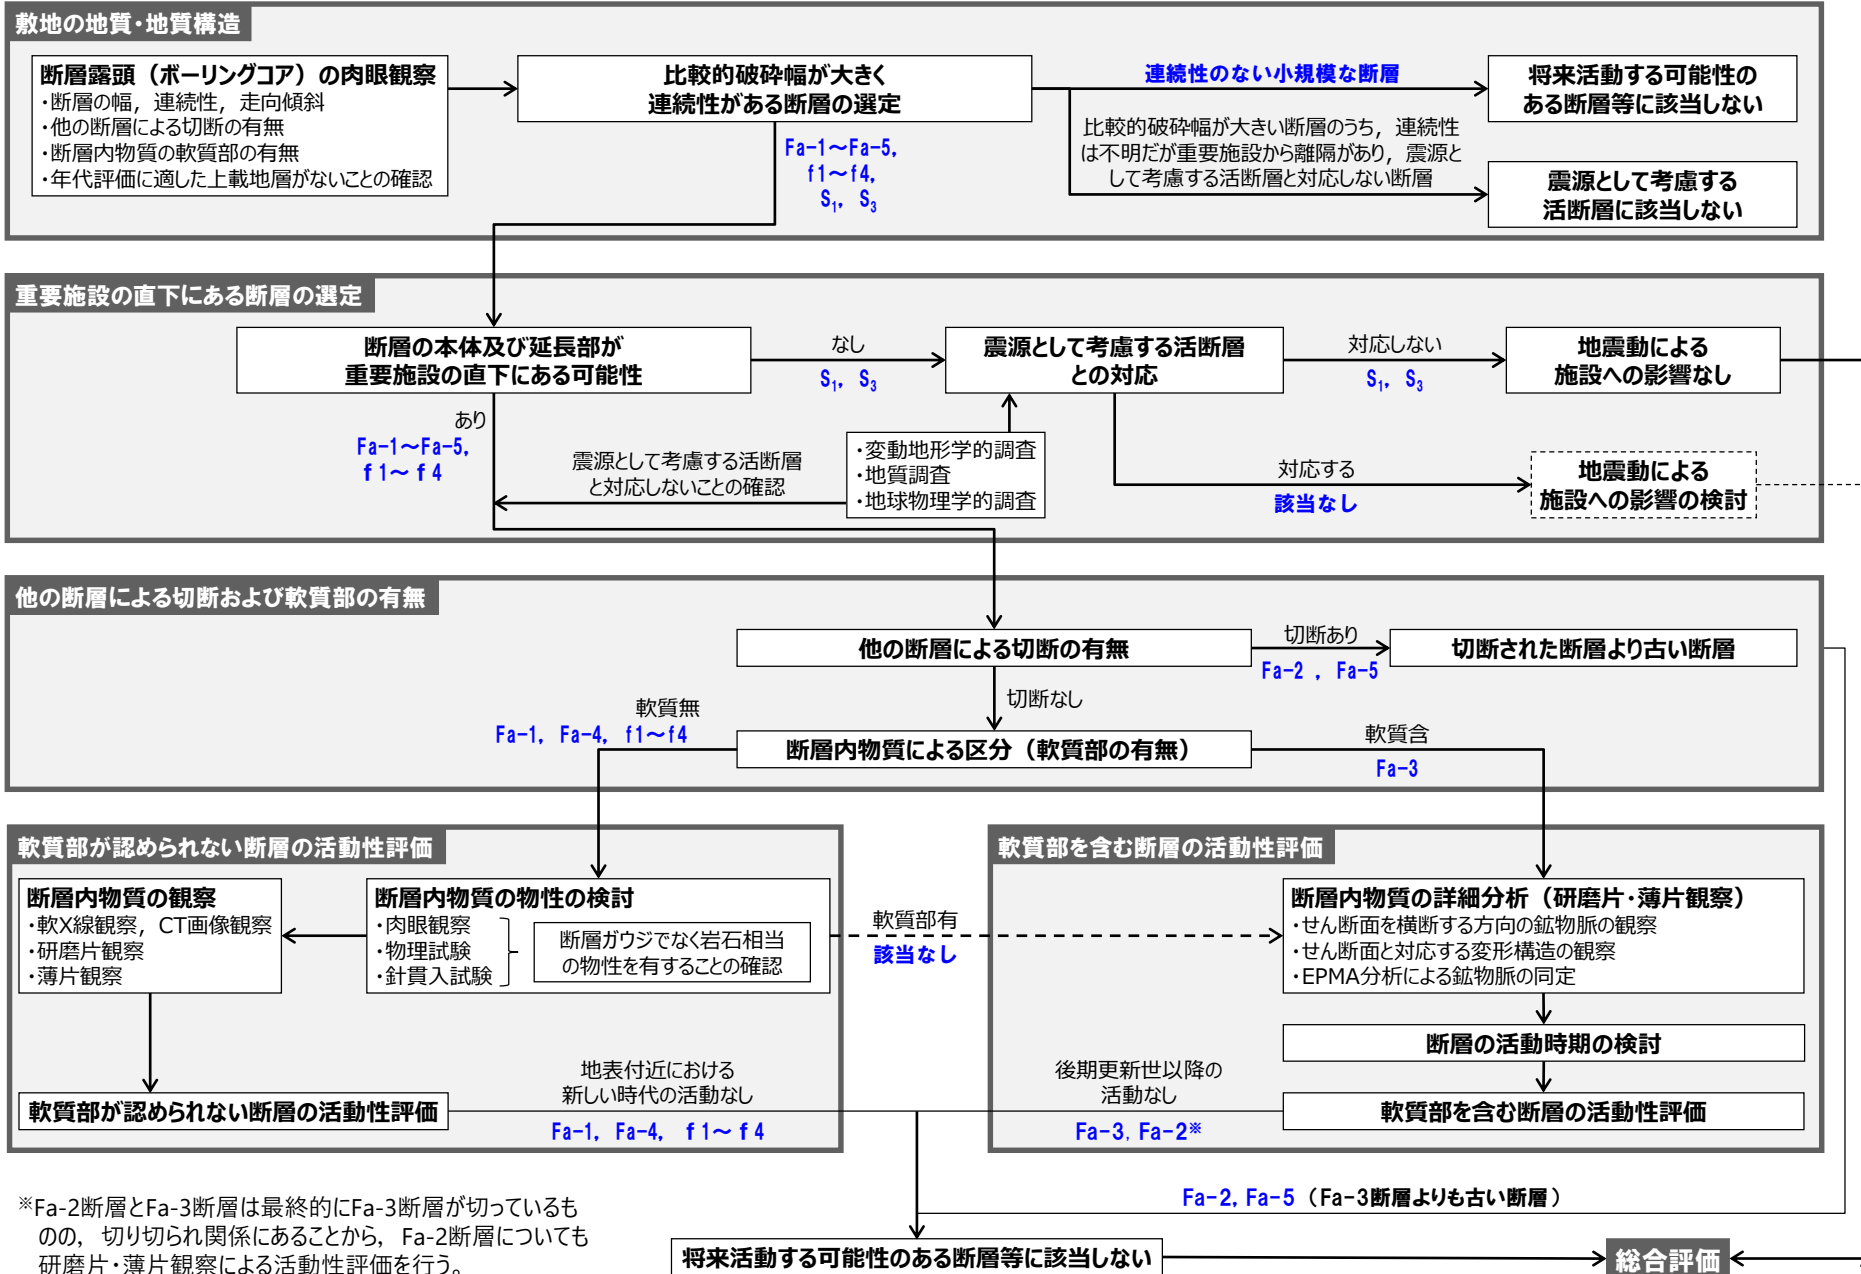 敷地の地質・地質構造
断層露頭（ボーリングコア）の肉眼観察
・断層の幅，連続性，走向傾斜
・他の断層による切断の有無
・断層内物質の軟質部の有無
・年代評価に適した上載地層がないことの確認
比較的破砕幅が大きく
連続性がある断層の選定
Fa-1～Fa-5,
f1～f4,
S₁, S₃
連続性のない小規模な断層
比較的破砕幅が大きい断層のうち，連続性
は不明だが重要施設から離隔があり，震源と
して考慮する活断層と対応しない断層
将来活動する可能性の
ある断層等に該当しない
震源として考慮する
活断層に該当しない
重要施設の直下にある断層の選定
断層の本体及び延長部が
重要施設の直下にある可能性
なし
S₁, S₃
震源として考慮する活断層
との対応
対応しない
S₁, S₃
地震動による
施設への影響なし
あり
Fa-1～Fa-5,
f1～f4
震源として考慮する活断層
と対応しないことの確認
・変動地形学的調査
・地質調査
・地球物理学的調査
対応する
該当なし
地震動による
施設への影響の検討
他の断層による切断および軟質部の有無
他の断層による切断の有無
切断あり
Fa-2 , Fa-5
切断された断層より古い断層
切断なし
軟質無
Fa-1, Fa-4, f1～f4
断層内物質による区分（軟質部の有無）
軟質含
Fa-3
軟質部が認められない断層の活動性評価
断層内物質の観察
・軟X線観察，CT画像観察
・研磨片観察
・薄片観察
断層内物質の物性の検討
・肉眼観察
・物理試験
・針貫入試験
断層ガウジでなく岩石相当
の物性を有することの確認
軟質部有
該当なし
軟質部が認められない断層の活動性評価
地表付近における
新しい時代の活動なし
Fa-1, Fa-4, f1～f4
軟質部を含む断層の活動性評価
断層内物質の詳細分析（研磨片・薄片観察）
・せん断面を横断する方向の鉱物脈の観察
・せん断面と対応する変形構造の観察
・EPMA分析による鉱物脈の同定
断層の活動時期の検討
後期更新世以降の
活動なし
Fa-3, Fa-2※
軟質部を含む断層の活動性評価
Fa-2, Fa-5（Fa-3断層よりも古い断層）
※Fa-2断層とFa-3断層は最終的にFa-3断層が切っているも
のの，切り切られ関係にあることから，Fa-2断層についても
研磨片・薄片観察による活動性評価を行う。
将来活動する可能性のある断層等に該当しない
総合評価